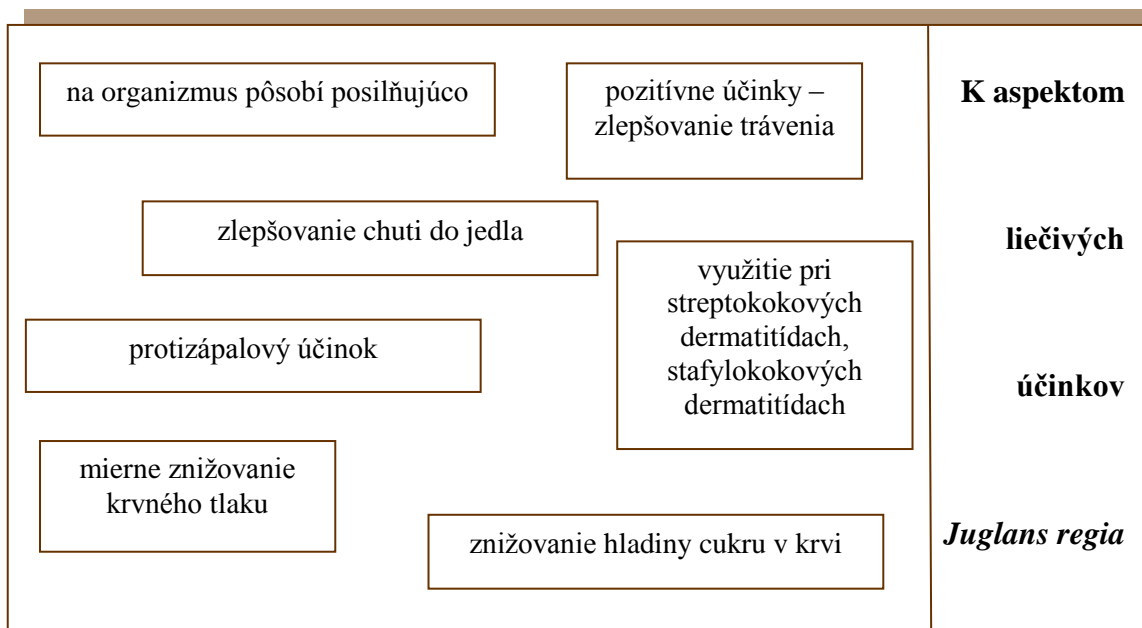 na organizmus pôsobí posilňujúco
pozitívne účinky –
zlepšovanie trávenia
zlepšovanie chuti do jedla
využitie pri
streptokokových
dermatitídach,
stafylokokových
dermatitídach
protizápalový účinok
mierne znižovanie
krvného tlaku
znižovanie hladiny cukru v krvi
K aspektom
liečivých
účinkov
Juglans regia